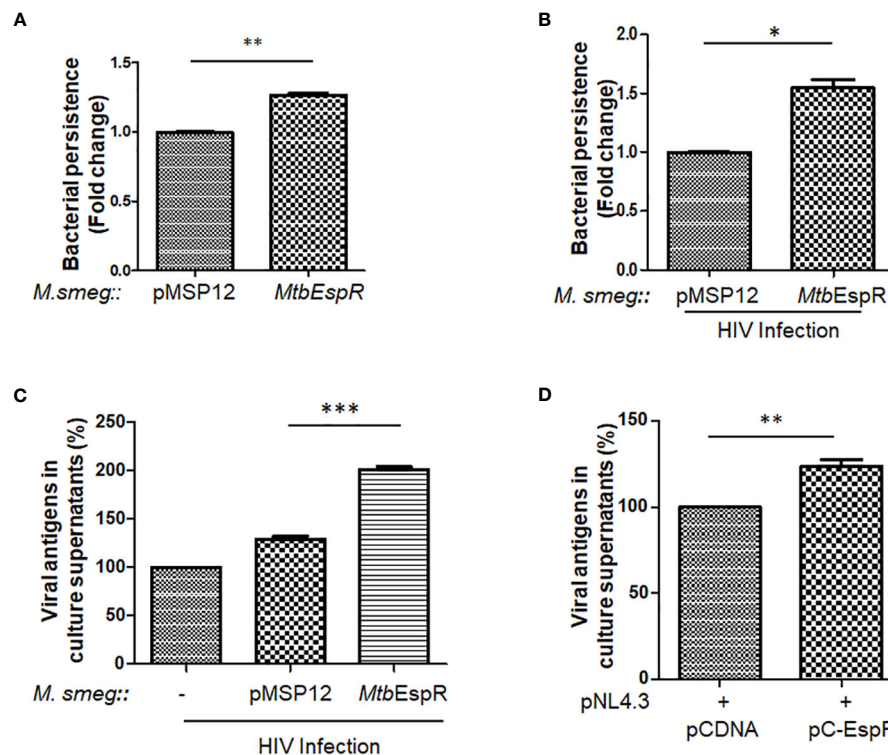 A
**
1.5
1.0
0.5
0.0
Bacterial persistence
(Fold change)
M.smeg:: pMSP12 MtbEspR
B
*
2.0
1.5
1.0
0.5
0.0
Bacterial persistence
(Fold change)
M. smeg:: pMSP12 MtbEspR
HIV Infection
C
***
250
200
150
100
50
0
Viral antigens in
culture supernatants (%)
M. smeg:: - pMSP12 MtbEspR
HIV Infection
D
**
150
100
50
0
Viral antigens in
culture supernatants (%)
pNL4.3 + +
pCDNA pC-EspR